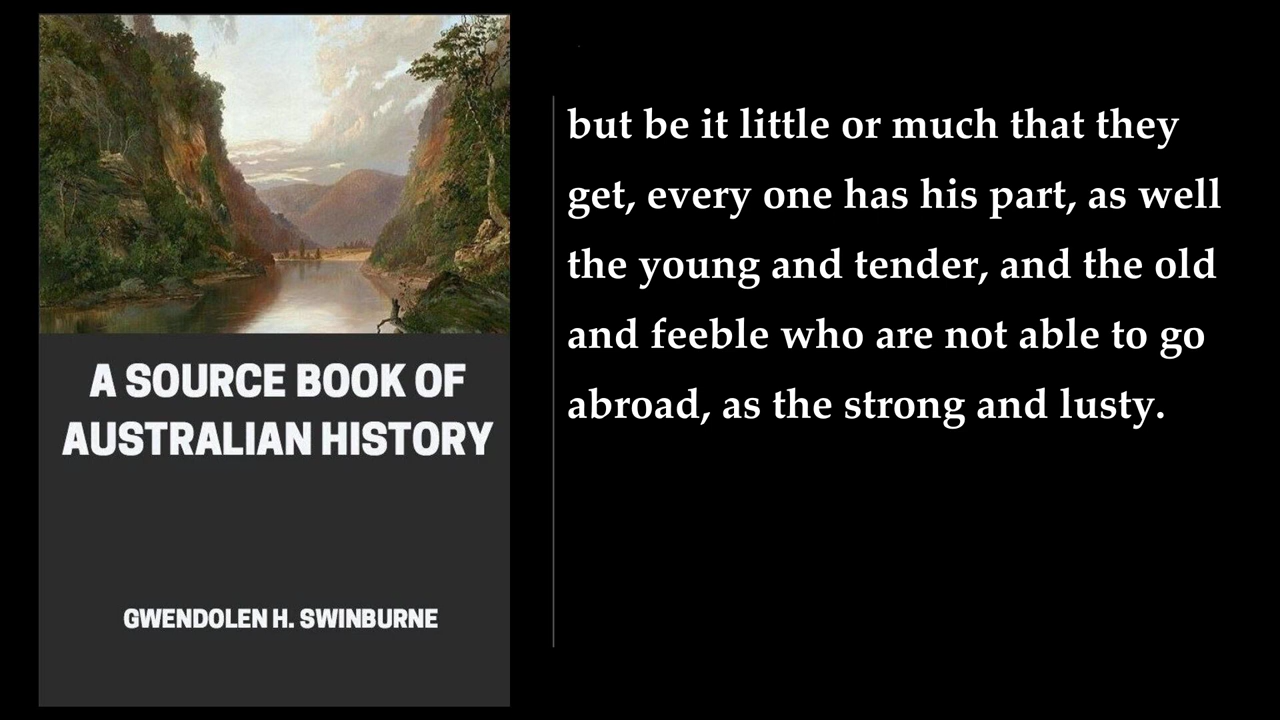 A SOURCE BOOK OF
AUSTRALIAN HISTORY
GWENDOLEN H. SWINBURNE
but be it little or much that they
get, every one has his part, as well
the young and tender, and the old
and feeble who are not able to go
abroad, as the strong and lusty.